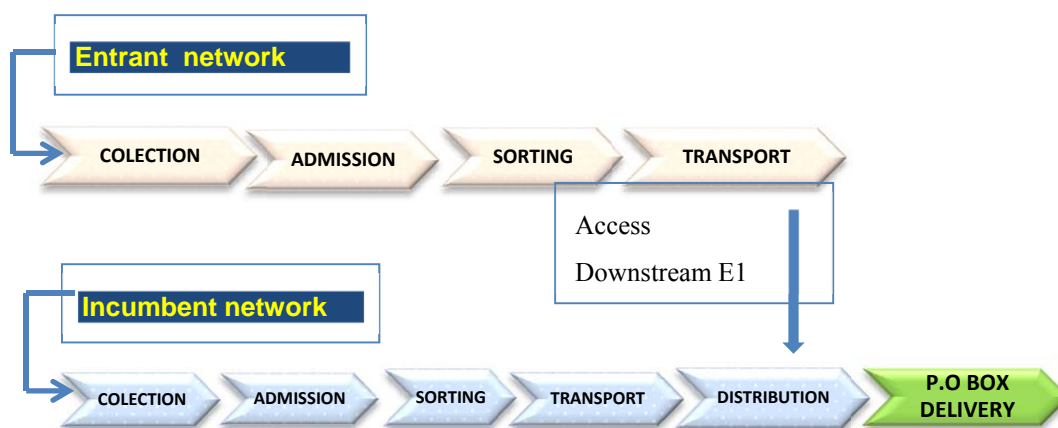 Entrant network
COLECTION
ADMISSION
SORTING
TRANSPORT
Access
Downstream E1
Incumbent network
COLECTION
ADMISSION
SORTING
TRANSPORT
DISTRIBUTION
P.O BOX
DELIVERY